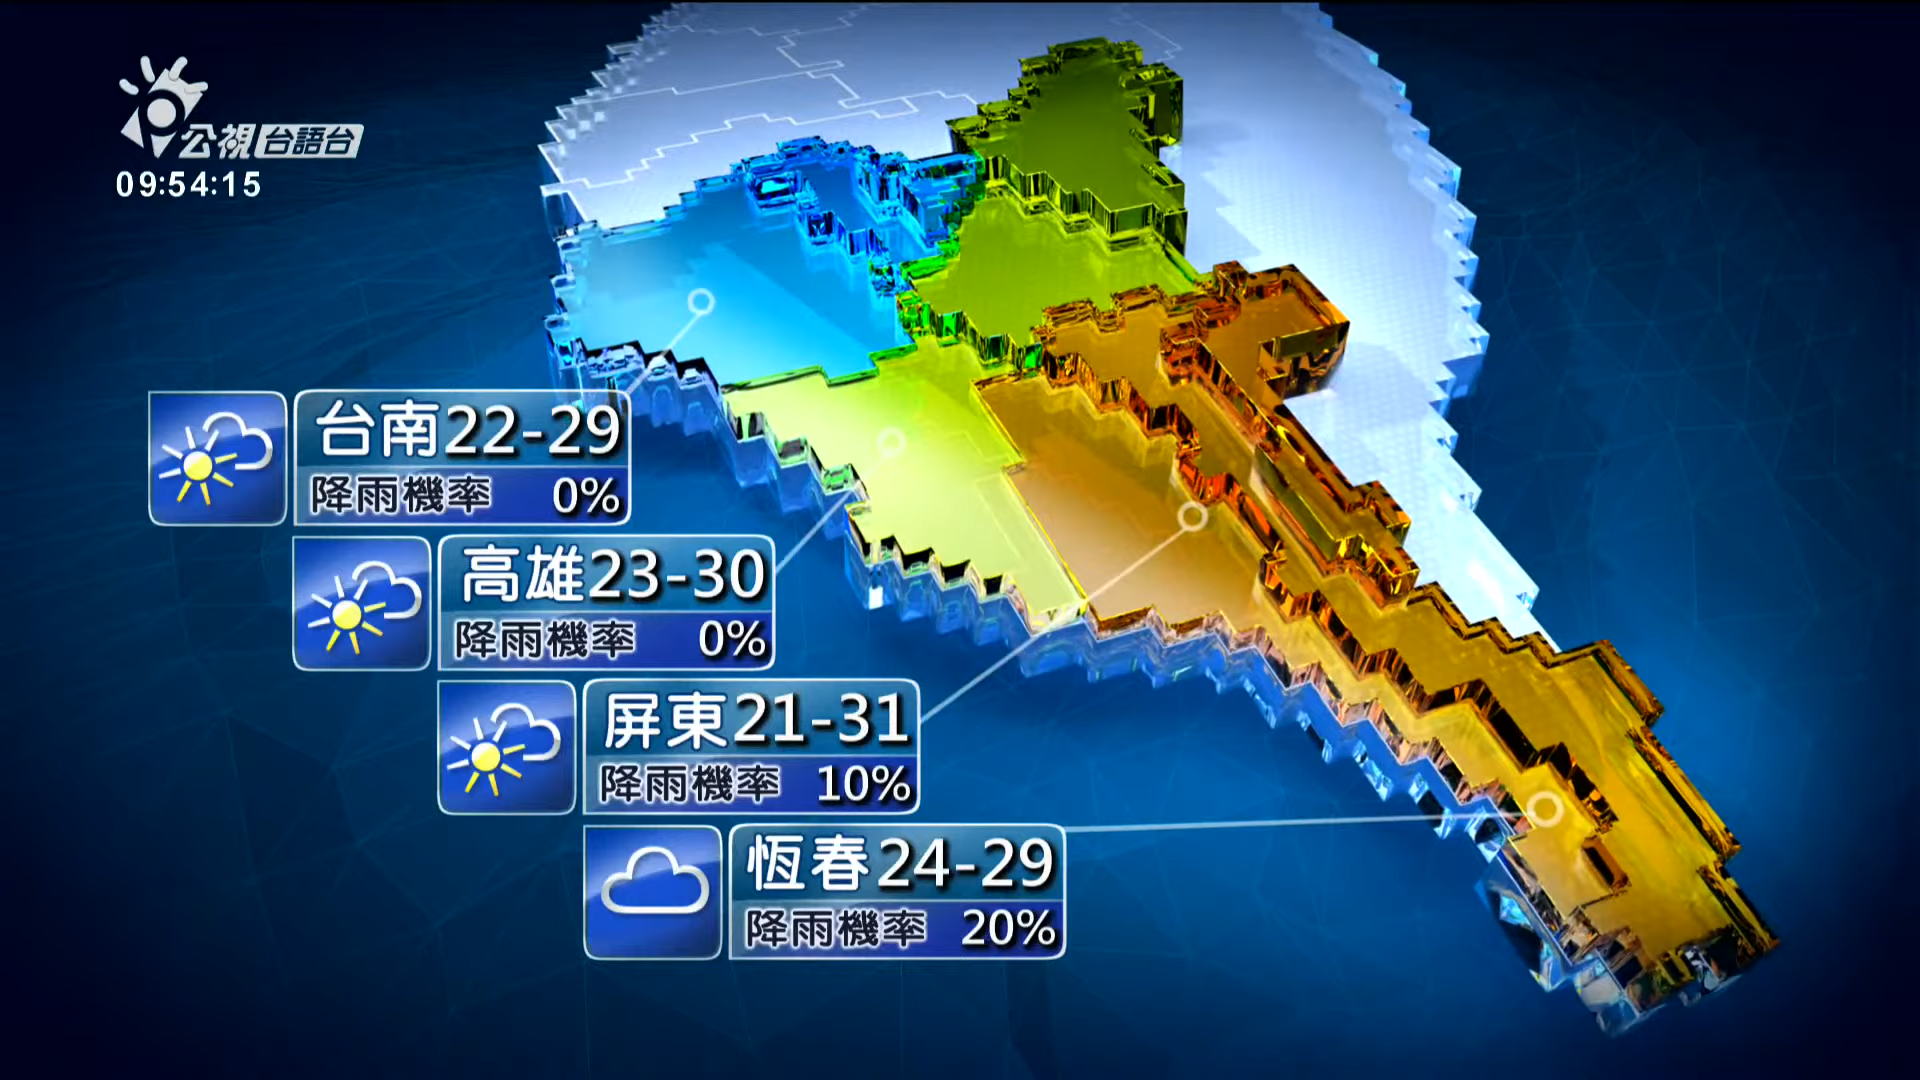 公視台語台
09:54:15
台南22-29
降雨機率 0%
高雄23-30
降雨機率 0%
屏東21-31
降雨機率 10%
恆春24-29
降雨機率 20%